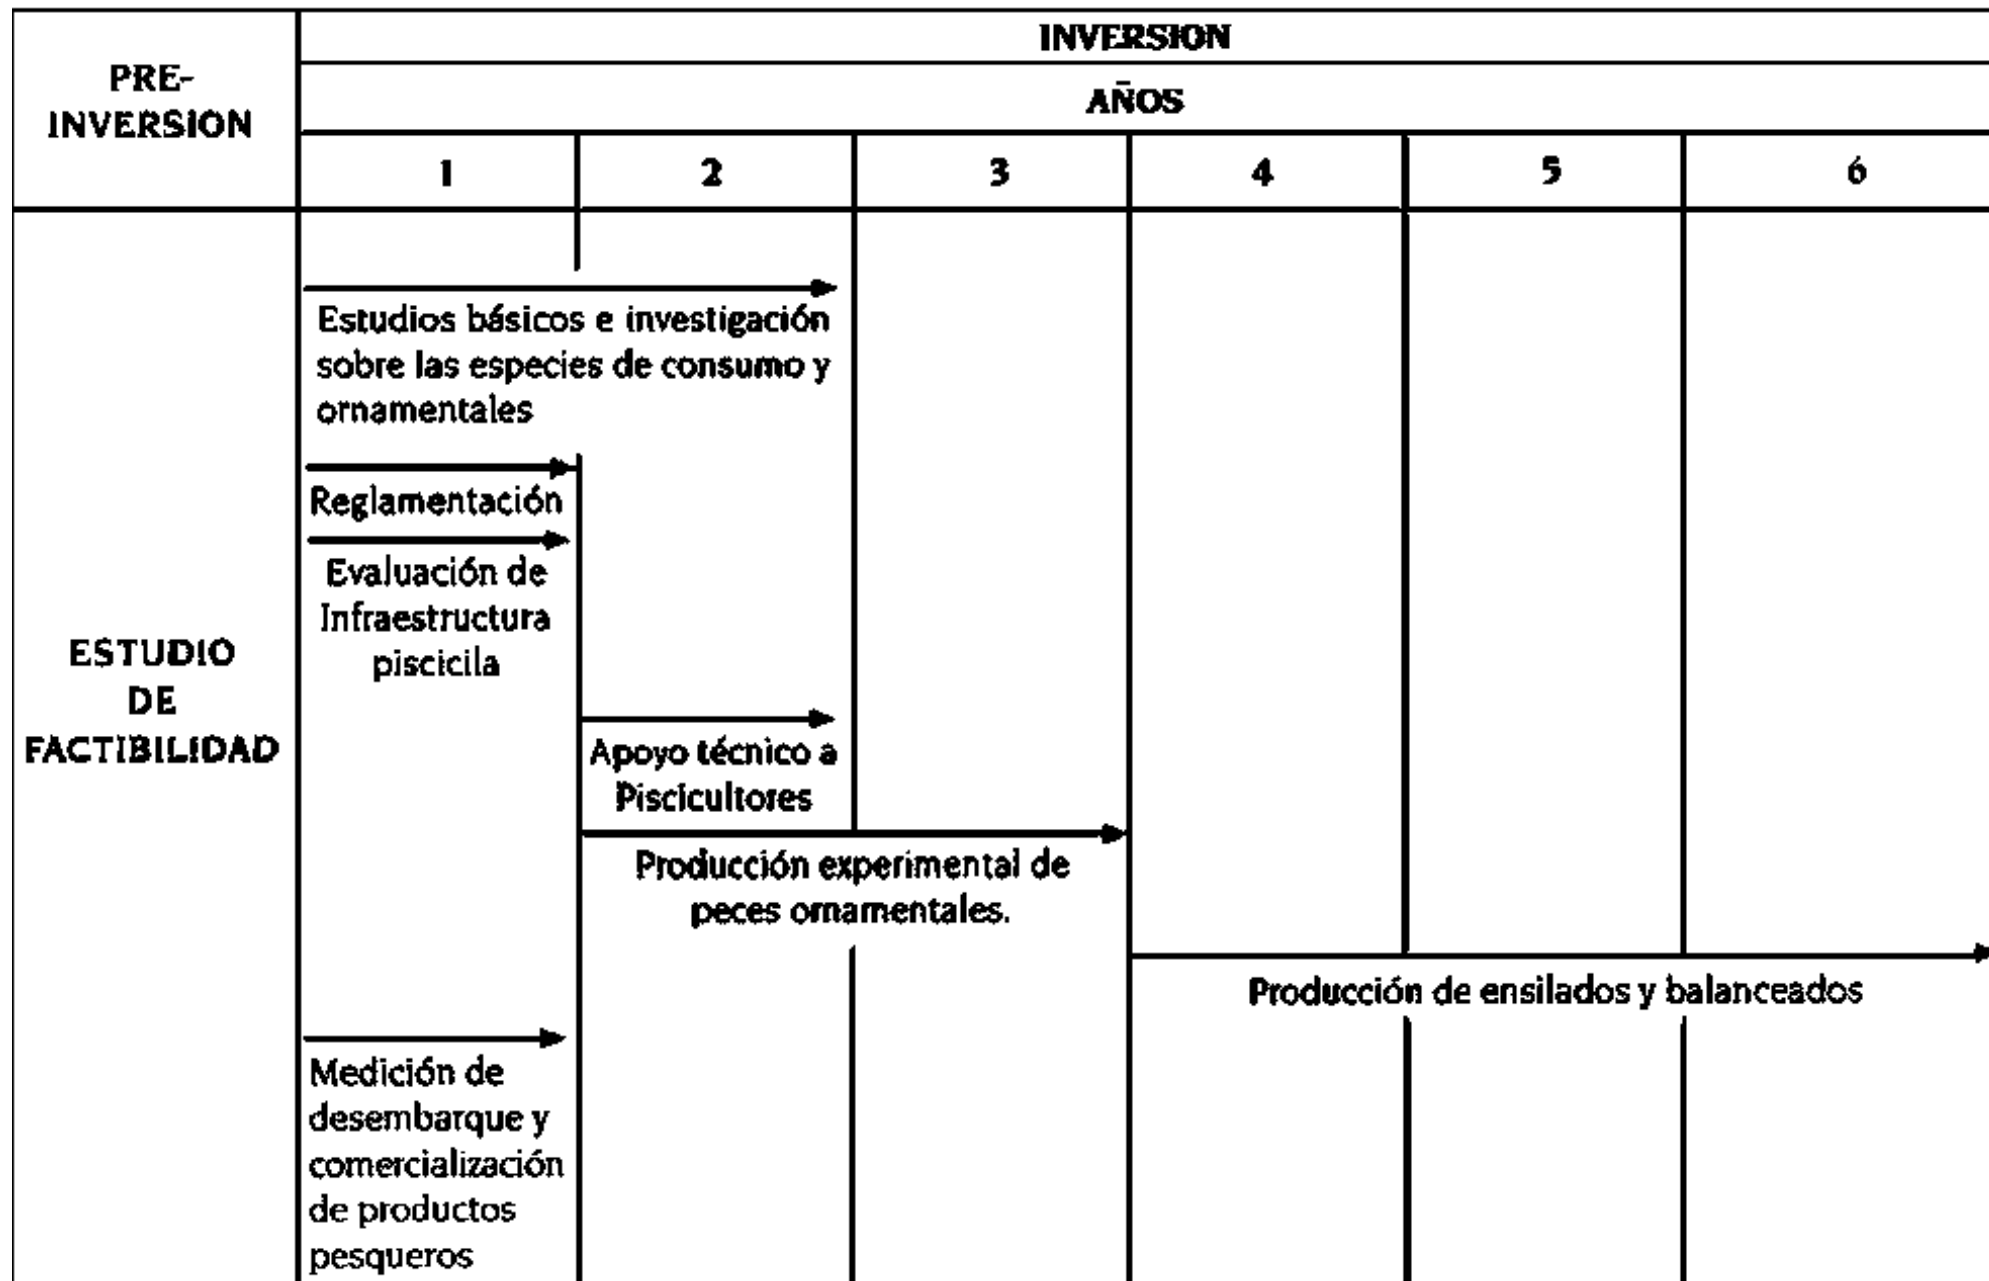 PRE-
INVERSION
INVERSION
AÑOS
1
2
3
4
5
6
ESTUDIO
DE
FACTIBILIDAD
Estudios básicos e investigación
sobre las especies de consumo y
ornamentales
Reglamentación
Evaluación de
Infraestructura
piscicila
Apoyo técnico a
Piscicultores
Producción experimental de
peces ornamentales.
Producción de ensilados y balanceados
Medición de
desembarque y
comercialización
de productos
pesqueros